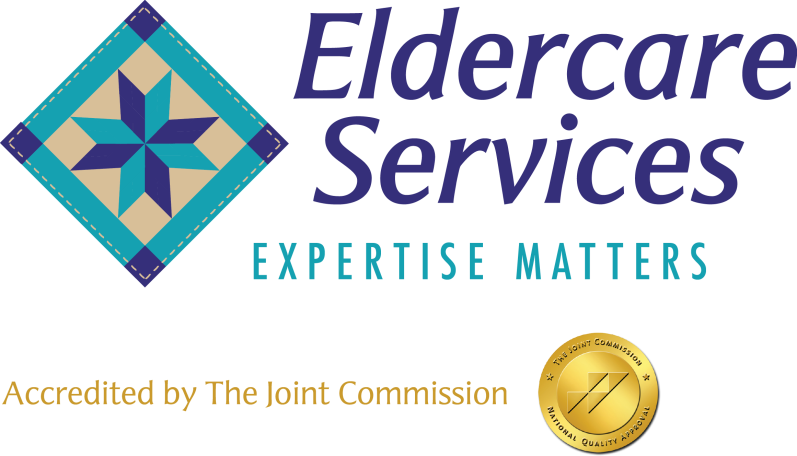 Eldercare
Services
EXPERTISE MATTERS
Accredited by The Joint Commission
THE JOINT COMMISSION
NATIONAL QUALITY APPROVAL